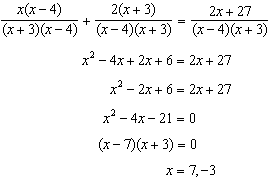 x(x−4)/(x+3)(x−4) + 2(x+3)/(x−4)(x+3) = 2x+27/(x−4)(x+3)
x² − 4x + 2x + 6 = 2x + 27
x² − 2x + 6 = 2x + 27
x² − 4x − 21 = 0
(x−7)(x+3) = 0
x = 7, −3